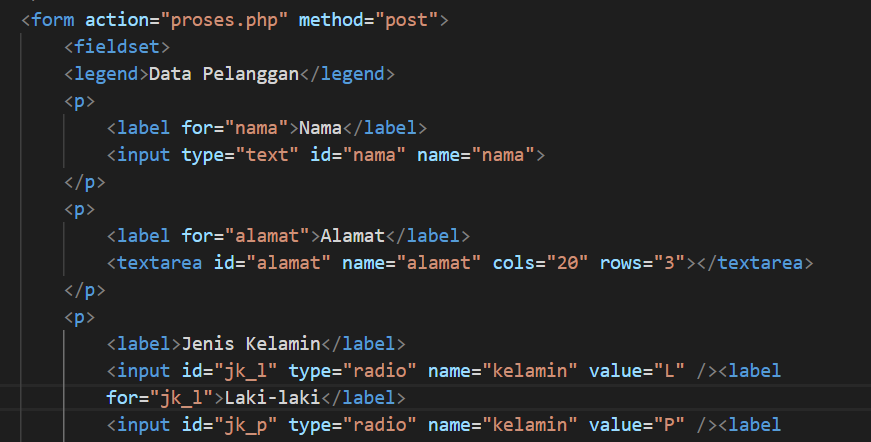 <form action="proses.php" method="post">
<fieldset>
<legend>Data Pelanggan</legend>
<p>
<label for="nama">Nama</label>
<input type="text" id="nama" name="nama">
</p>
<p>
<label for="alamat">Alamat</label>
<textarea id="alamat" name="alamat" cols="20" rows="3"></textarea>
</p>
<p>
<label>Jenis Kelamin</label>
<input id="jk_l" type="radio" name="kelamin" value="L" /><label
for="jk_l">Laki-laki</label>
<input id="jk_p" type="radio" name="kelamin" value="P" /><label